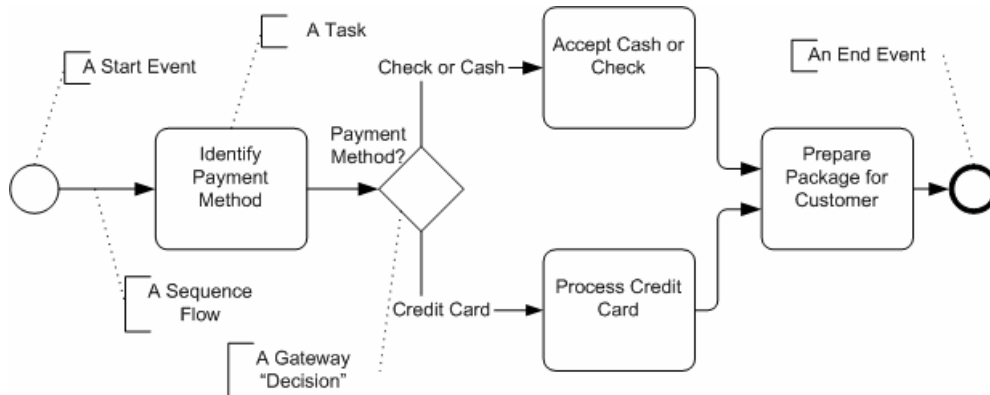 A Start Event
A Task
Identify
Payment
Method
A Sequence
Flow
Payment
Method?
A Gateway
“Decision”
Check or Cash
Accept Cash or
Check
Credit Card
Process Credit
Card
Prepare
Package for
Customer
An End Event